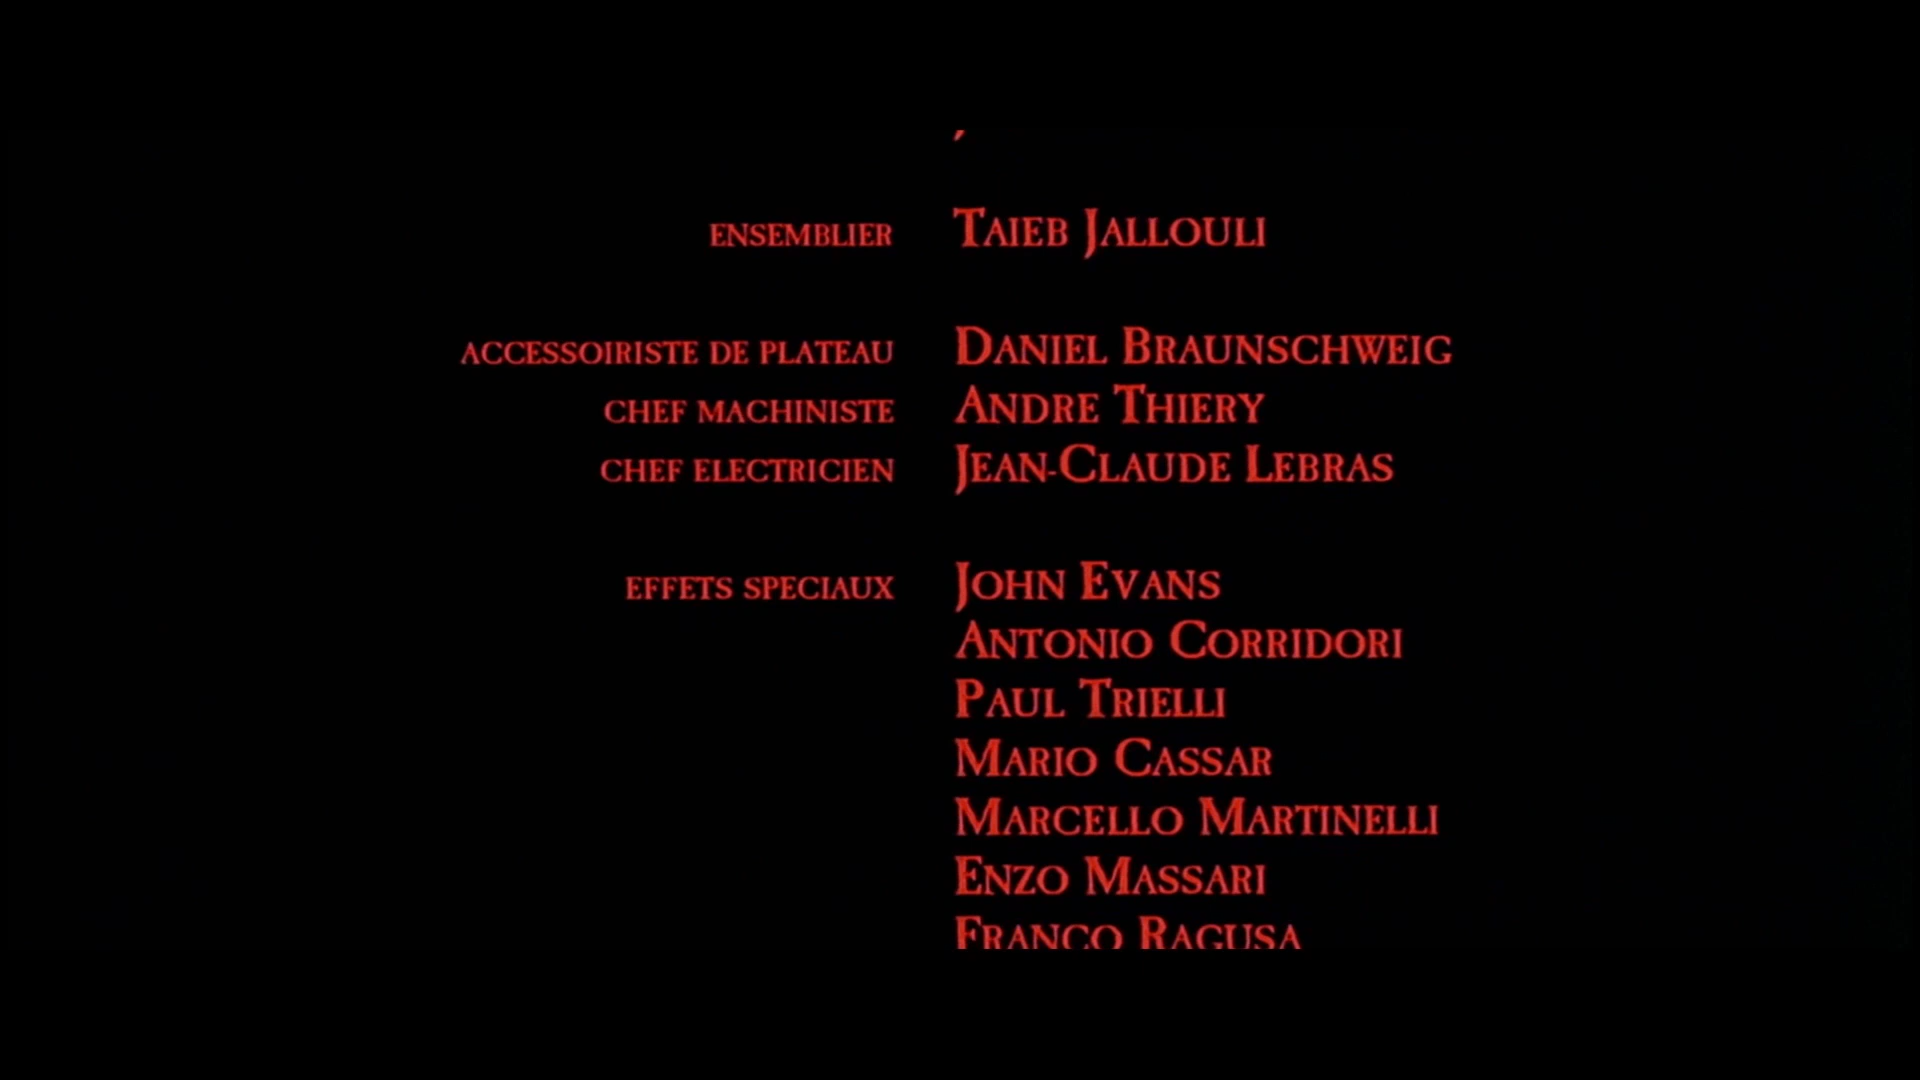 ENSEMBLIER TAIEB JALLOULI
ACCESSOIRISTE DE PLATEAU DANIEL BRAUNSCHWEIG
CHEF MACHINISTE ANDRE THIERY
CHEF ELECTRICIEN JEAN-CLAUDE LEBRAS
EFFETS SPECIAUX JOHN EVANS
ANTONIO CORRIDORI
PAUL TRIELLI
MARIO CASSAR
MARCELLO MARTINELLI
ENZO MASSARI
FRANCO RAGUSA